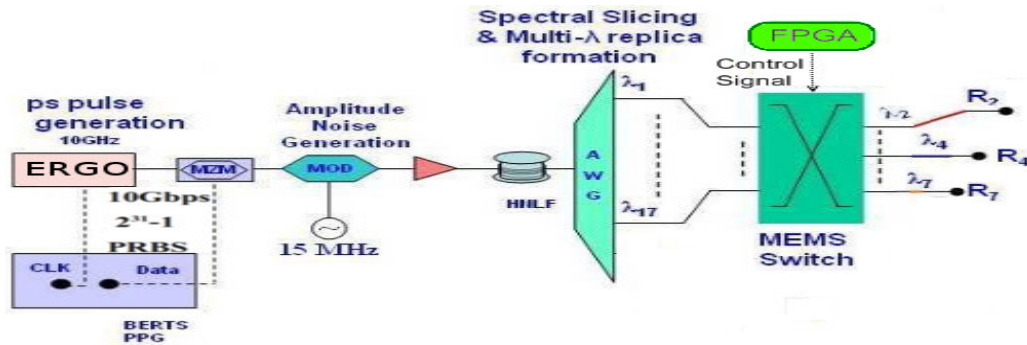 Spectral Slicing
& Multi-λ replica
formation
FPGA
Control
Signal
ps pulse
generation
10GHz
Amplitude
Noise
Generation
ERGO
MZM
MOD
HNLF
AWG
λ1
λ17
λ2
λ4
λ7
R2
R4
R7
10Gbps
2³¹-1
PRBS
15 MHz
MEMS
Switch
CLK
Data
BERTS
PPG